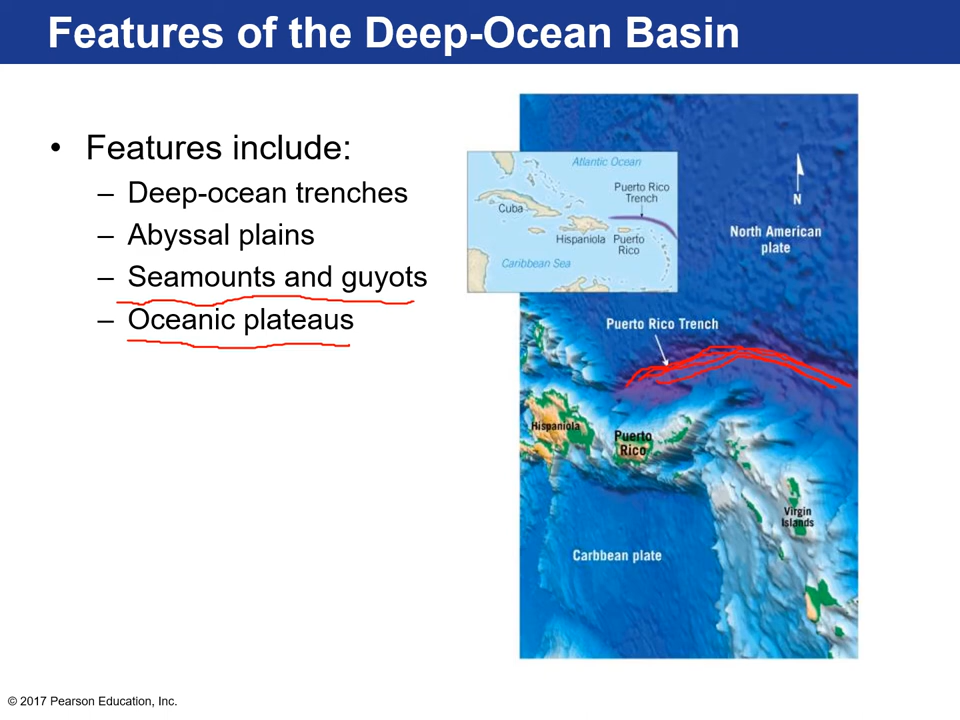 Features of the Deep-Ocean Basin
• Features include:
– Deep-ocean trenches
– Abyssal plains
– Seamounts and guyots
– Oceanic plateaus
Atlantic Ocean
Puerto Rico
Trench
Cuba
Hispaniola
Puerto
Rico
Caribbean Sea
N
North American
plate
Puerto Rico Trench
Hispaniola
Puerto
Rico
Virgin
Islands
Carbbean plate
© 2017 Pearson Education, Inc.